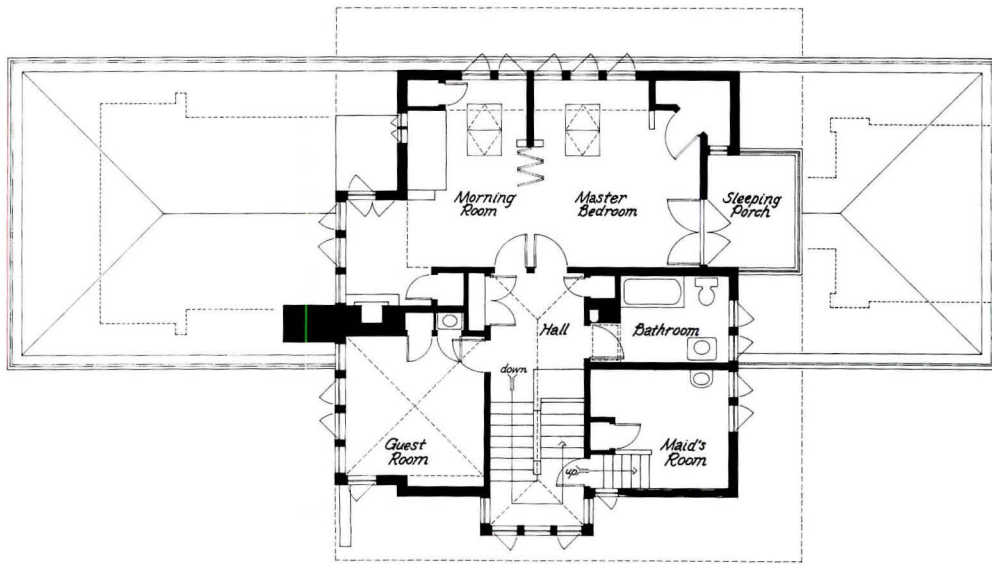 Morning
Room
Master
Bedroom
Sleeping
Porch
Hall
Bathroom
down
Guest
Room
up
Maid's
Room